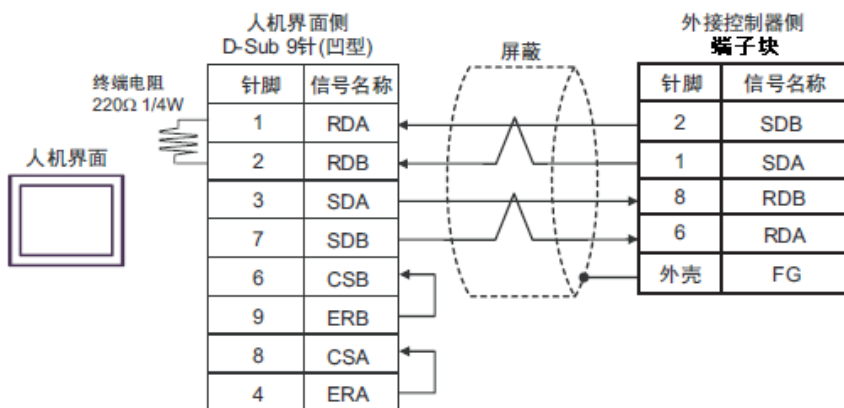 人机界面侧
D-Sub 9针(凹型)
外接控制器侧
端子块
屏蔽
终端电阻
220Ω 1/4W
人机界面
针脚 信号名称
1 RDA
2 RDB
3 SDA
7 SDB
6 CSB
9 ERB
8 CSA
4 ERA
针脚 信号名称
2 SDB
1 SDA
8 RDB
6 RDA
外壳 FG